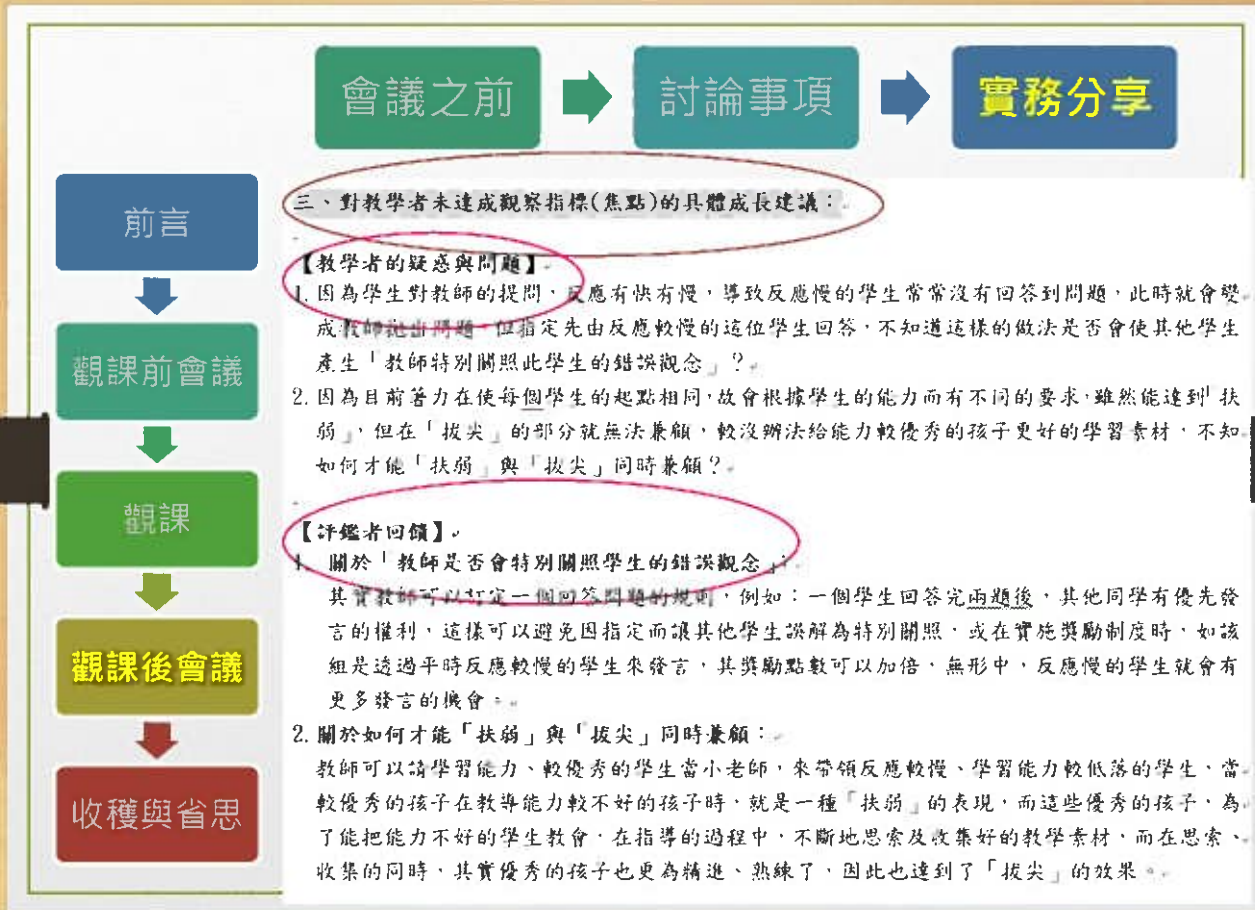 會議之前
討論事項
實務分享
前言
觀課前會議
觀課
觀課後會議
收穫與省思
三、對教學者未達成觀察指標(焦點)的具體成長建議：
【教學者的疑惑與問題】
1. 因為學生對教師的提問，反應有快有慢，導致反應慢的學生常常沒有回答到問題，此時就會變
成教師拋出問題，但指定先由反應較慢的這位學生回答，不知道這樣的做法是否會使其他學生
產生「教師特別關照此學生的錯誤觀念」？
2. 因為目前著力在使每個學生的起點相同，故會根據學生的能力而有不同的要求，雖然能達到「扶
弱」，但在「拔尖」的部分就無法兼顧，較沒辦法給能力較優秀的孩子更好的學習素材，不知
如何才能「扶弱」與「拔尖」同時兼顧？
【評鑑者回饋】
1. 關於「教師是否會特別關照學生的錯誤觀念」：
其實教師可以訂定一個回答問題的規則，例如：一個學生回答完兩題後，其他同學有優先發
言的權利，這樣可以避免因指定而讓其他學生誤解為特別關照，或在實施獎勵制度時，如該
組是透過平時反應較慢的學生來發言，其獎勵點數可以加倍，無形中，反應慢的學生就會有
更多發言的機會。
2. 關於如何才能「扶弱」與「拔尖」同時兼顧：
教師可以請學習能力、較優秀的學生當小老師，來帶領反應較慢、學習能力較低落的學生，當
較優秀的孩子在教導能力較不好的孩子時，就是一種「扶弱」的表現，而這些優秀的孩子，為
了能把能力不好的學生教會，在指導的過程中，不斷地思索及收集好的教學素材，而在思索、
收集的同時，其實優秀的孩子也更為精進、熟練了，因此也達到了「拔尖」的效果。